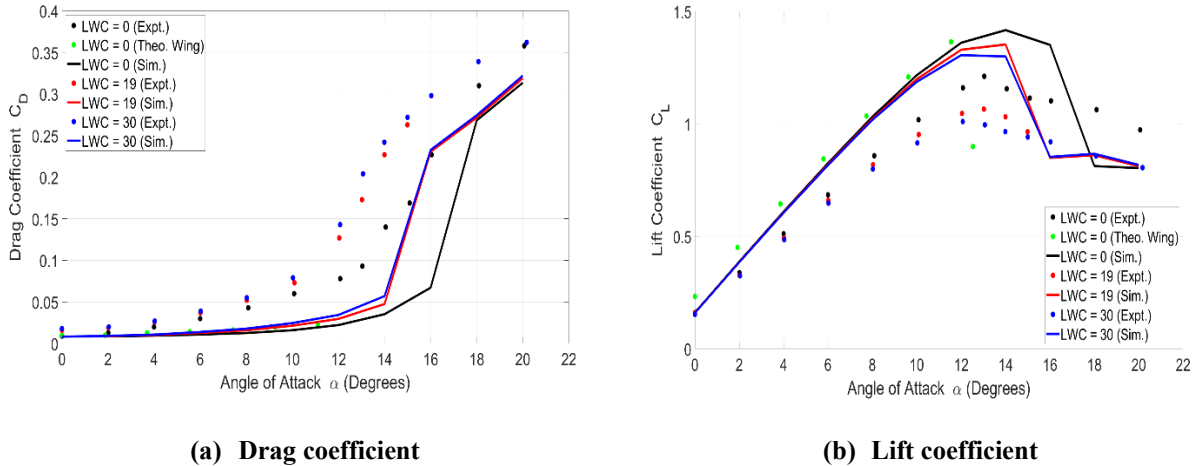 0.4
0.35
0.3
0.25
0.2
0.15
0.1
0.05
0
Drag Coefficient C_D
LWC = 0 (Expt.)
LWC = 0 (Theo. Wing)
LWC = 0 (Sim.)
LWC = 19 (Expt.)
LWC = 19 (Sim.)
LWC = 30 (Expt.)
LWC = 30 (Sim.)
0 2 4 6 8 10 12 14 16 18 20 22
Angle of Attack α (Degrees)
(a) Drag coefficient
1.5
1
0.5
0
Lift Coefficient C_L
LWC = 0 (Expt.)
LWC = 0 (Theo. Wing)
LWC = 0 (Sim.)
LWC = 19 (Expt.)
LWC = 19 (Sim.)
LWC = 30 (Expt.)
LWC = 30 (Sim.)
0 2 4 6 8 10 12 14 16 18 20 22
Angle of Attack α (Degrees)
(b) Lift coefficient